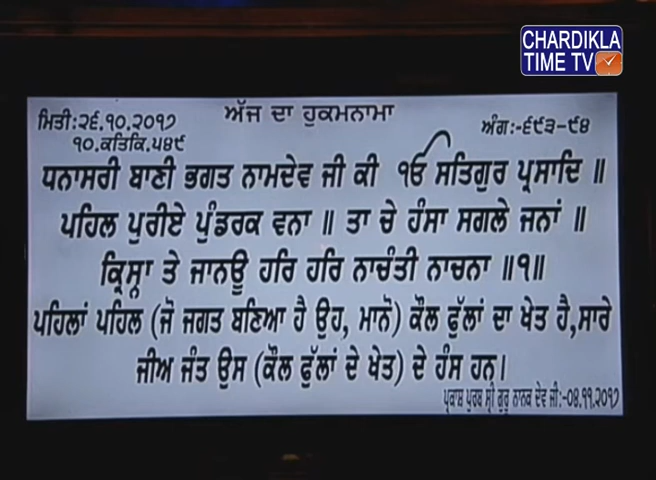 CHARDIKLA
TIME TV
ਅੱਜ ਦਾ ਹੁਕਮਨਾਮਾ
ਮਿਤੀ:੨੬.੧੦.੨੦੧੭
੧੦.ਕਤਿਕਿ.੫੪੯
ਅੰਗ:-੬੯੩-੯੪
ਧਨਾਸਰੀ ਬਾਣੀ ਭਗਤ ਨਾਮਦੇਵ ਜੀ ਕੀ ੴ ਸਤਿਗੁਰ ਪ੍ਰਸਾਦਿ ॥
ਪਹਿਲ ਪੁਰੀਏ ਪੁੰਡਰਕ ਵਨਾ ॥ ਤਾ ਚੇ ਹੰਸਾ ਸਗਲੇ ਜਨਾਂ ॥
ਕ੍ਰਿਸ੍ਨਾ ਤੇ ਜਾਨਊ ਹਰਿ ਹਰਿ ਨਾਚੰਤੀ ਨਾਚਨਾ ॥੧॥
ਪਹਿਲਾਂ ਪਹਿਲ (ਜੋ ਜਗਤ ਬਣਿਆ ਹੈ ਉਹ, ਮਾਨੋ) ਕੌਲ ਫੁੱਲਾਂ ਦਾ ਖੇਤ ਹੈ,ਸਾਰੇ
ਜੀਅ ਜੰਤ ਉਸ (ਕੌਲ ਫੁੱਲਾਂ ਦੇ ਖੇਤ) ਦੇ ਹੰਸ ਹਨ।
ਪ੍ਰਕਾਸ਼ ਪੁਰਬ ਸ੍ਰੀ ਗੁਰੂ ਨਾਨਕ ਦੇਵ ਜੀ:-੦੪.੧੧.੨੦੧੭